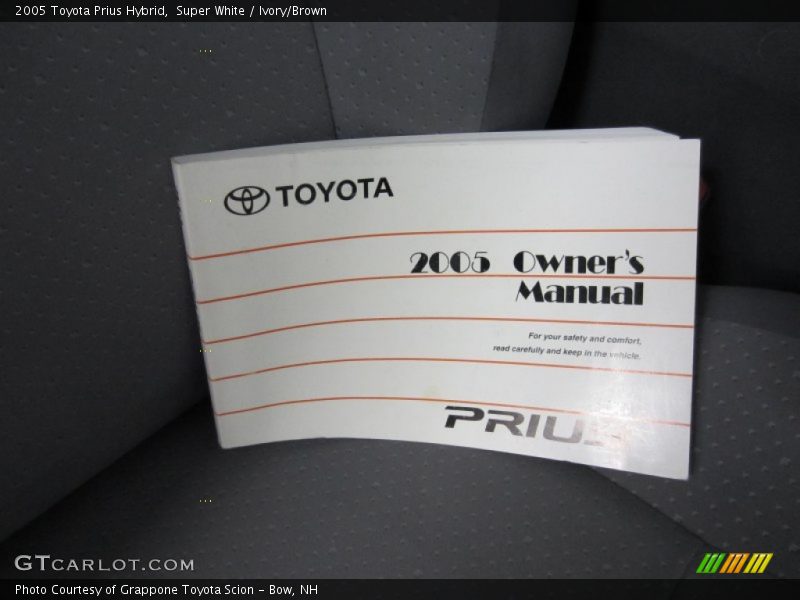 2005 Toyota Prius Hybrid, Super White / Ivory/Brown
TOYOTA
2005 Owner's
Manual
For your safety and comfort,
read carefully and keep in the vehicle.
PRIUS
GTCARLOT.COM
Photo Courtesy of Grappone Toyota Scion - Bow, NH